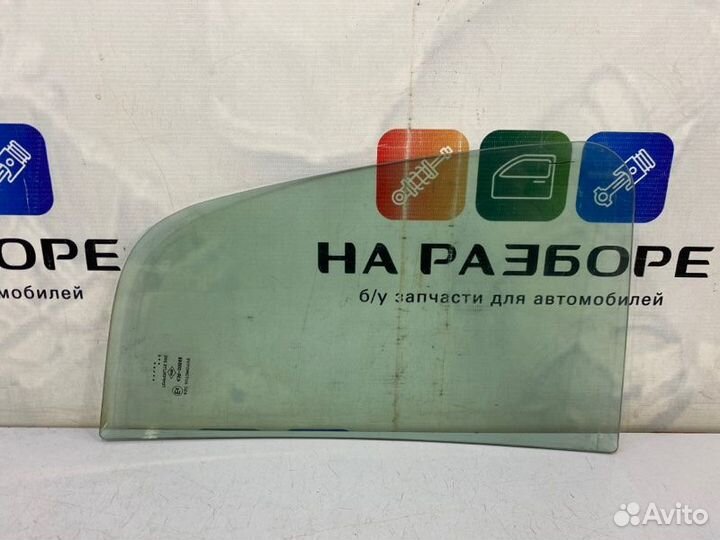 ОРЕ
мобилей
НА РАЗБОРЕ
б/у запчасти для автомобилей
Avito